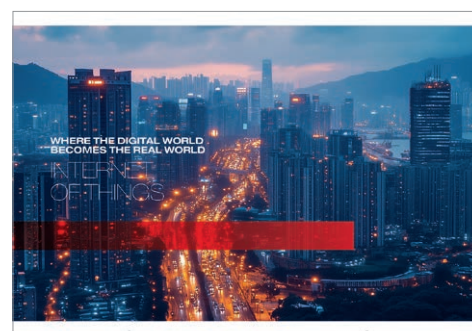 WHERE THE DIGITAL WORLD
BECOMES THE REAL WORLD
INTERNET
OF THINGS